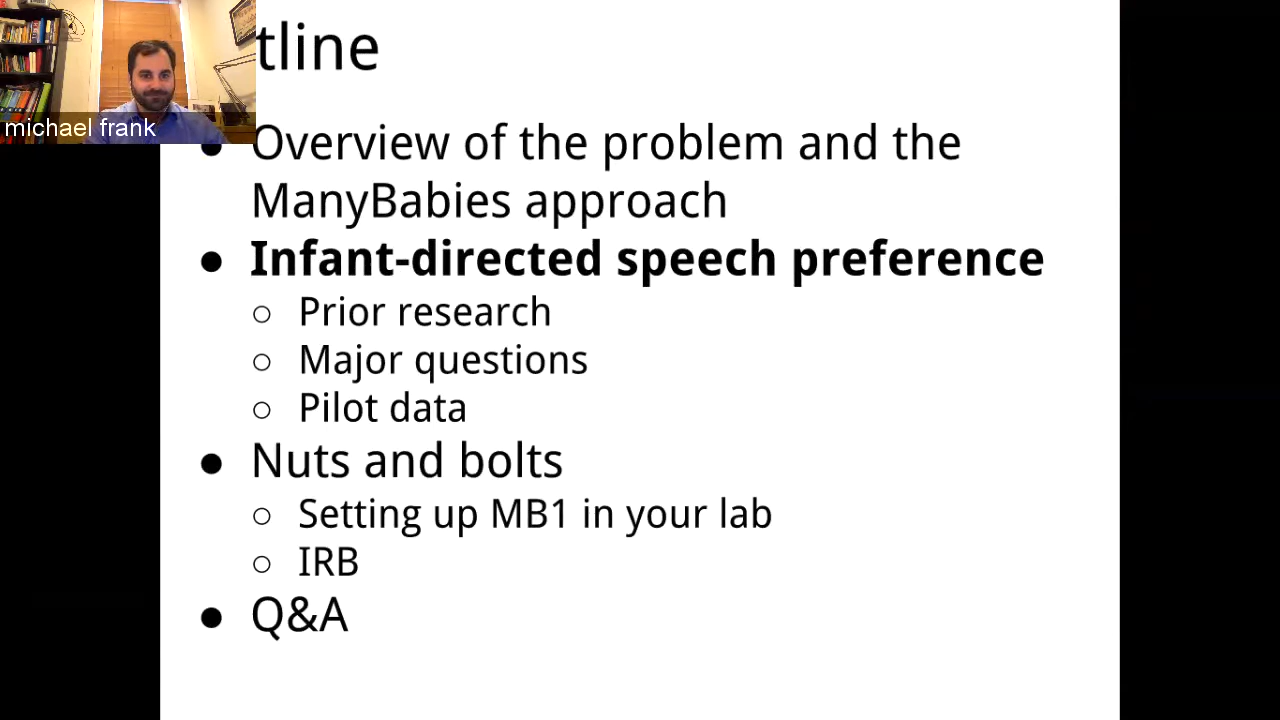 tline
michael frank
● Overview of the problem and the
ManyBabies approach
● Infant-directed speech preference
○ Prior research
○ Major questions
○ Pilot data
● Nuts and bolts
○ Setting up MB1 in your lab
○ IRB
● Q&A